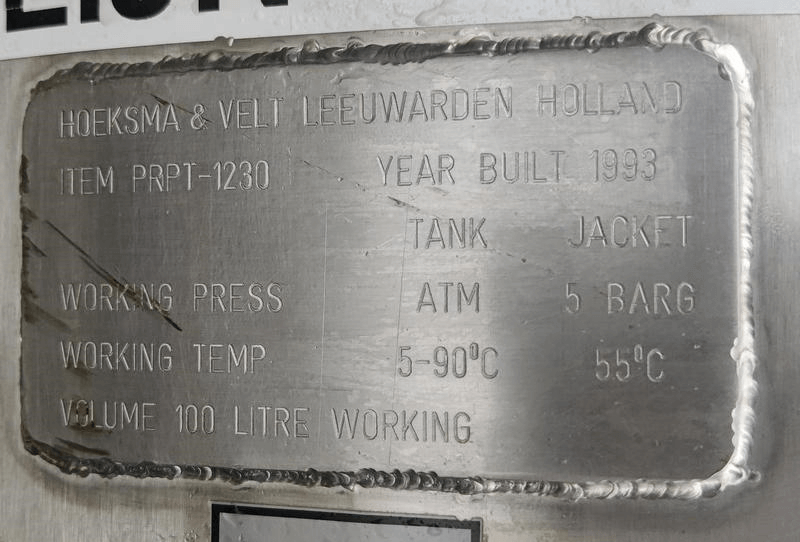 HOEKSMA & VELT LEEUWARDEN HOLLAND
ITEM PRPT-1230 YEAR BUILT 1993
TANK JACKET
WORKING PRESS ATM 5 BARG
WORKING TEMP 5-90°C 55°C
VOLUME 100 LITRE WORKING